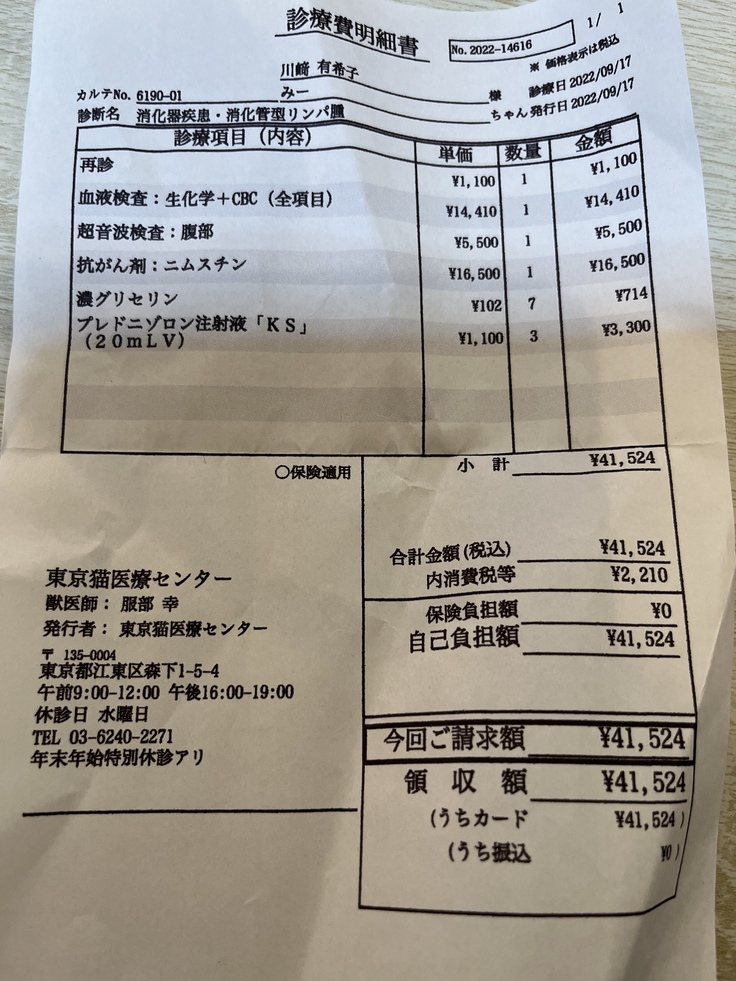 診療費明細書
No. 2022-14616
1/ 1
※ 価格表示は税込
川﨑 有希子
カルテNo. 6190-01 みー 様 診療日 2022/09/17
診断名 消化器疾患・消化管型リンパ腫 ちゃん 発行日 2022/09/17
診療項目（内容） 単価 数量 金額
再診 ¥1,100 1 ¥1,100
血液検査：生化学＋CBC（全項目） ¥14,410 1 ¥14,410
超音波検査：腹部 ¥5,500 1 ¥5,500
抗がん剤：ニムスチン ¥16,500 1 ¥16,500
濃グリセリン ¥102 7 ¥714
プレドニゾロン注射液「ＫＳ」
（２０ｍＬＶ） ¥1,100 3 ¥3,300
○保険適用
小 計 ¥41,524
合計金額(税込) ¥41,524
内消費税等 ¥2,210
保険負担額 ¥0
自己負担額 ¥41,524
東京猫医療センター
獣医師： 服部 幸
発行者： 東京猫医療センター
〒 135-0004
東京都江東区森下1-5-4
午前9:00-12:00 午後16:00-19:00
休診日 水曜日
TEL 03-6240-2271
年末年始特別休診アリ
今回ご請求額 ¥41,524
領 収 額 ¥41,524
(うちカード ¥41,524 )
(うち振込 ¥0 )